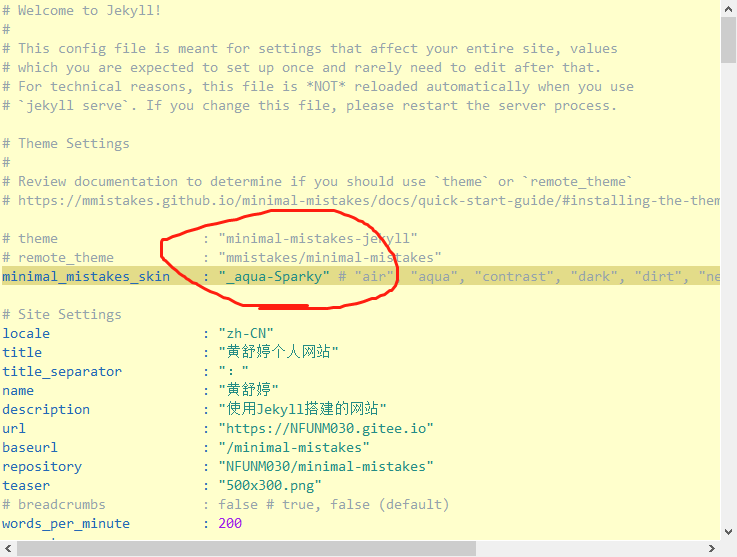 # Welcome to Jekyll!
#
# This config file is meant for settings that affect your entire site, values
# which you are expected to set up once and rarely need to edit after that.
# For technical reasons, this file is *NOT* reloaded automatically when you use
# `jekyll serve`. If you change this file, please restart the server process.
# Theme Settings
#
# Review documentation to determine if you should use `theme` or `remote_theme`
# https://mmistakes.github.io/minimal-mistakes/docs/quick-start-guide/#installing-the-them
# theme : "minimal-mistakes-jekyll"
# remote_theme : "mmistakes/minimal-mistakes"
minimal_mistakes_skin : "_aqua-Sparky" # "air", "aqua", "contrast", "dark", "dirt", "ne
# Site Settings
locale : "zh-CN"
title : "黄舒婷个人网站"
title_separator : ": "
name : "黄舒婷"
description : "使用Jekyll搭建的网站"
url : "https://NFUNM030.gitee.io"
baseurl : "/minimal-mistakes"
repository : "NFUNM030/minimal-mistakes"
teaser : "500x300.png"
# breadcrumbs : false # true, false (default)
words_per_minute : 200